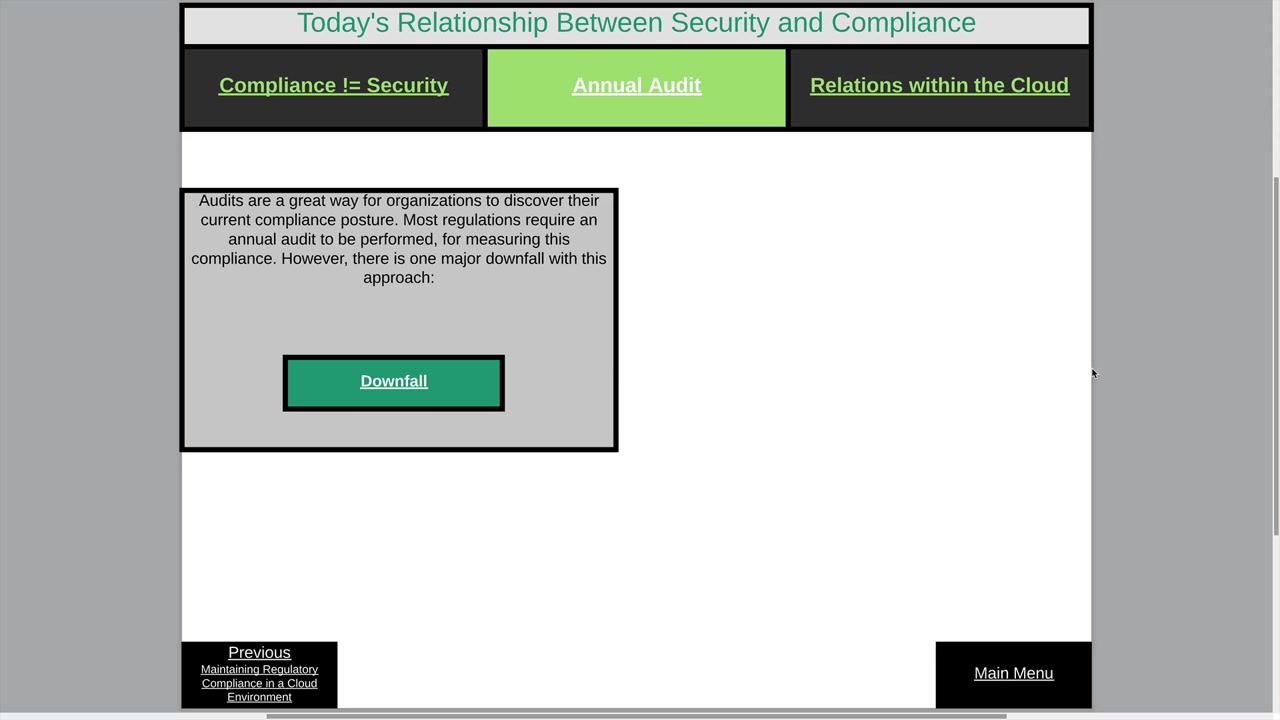 Today's Relationship Between Security and Compliance
Compliance != Security
Annual Audit
Relations within the Cloud
Audits are a great way for organizations to discover their
current compliance posture. Most regulations require an
annual audit to be performed, for measuring this
compliance. However, there is one major downfall with this
approach:
Downfall
Previous
Maintaining Regulatory
Compliance in a Cloud
Environment
Main Menu